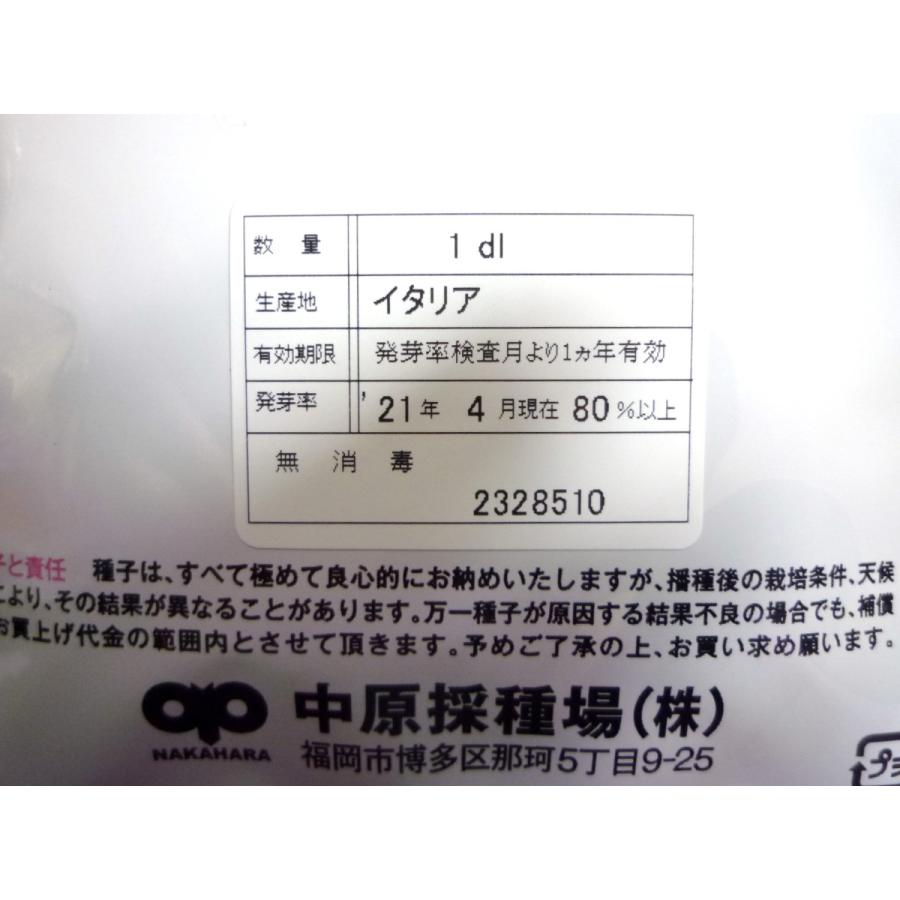 数 量 1 dl
生産地 イタリア
有効期限 発芽率検査月より1ヵ年有効
発芽率 '21年 4月現在 80%以上
無 消 毒
2328510
と責任 種子は、すべて極めて良心的にお納めいたしますが、播種後の栽培条件、天候
により、その結果が異なることがあります。万一種子が原因する結果不良の場合でも、補償
お買上げ代金の範囲内とさせて頂きます。予めご了承の上、お買い求め願います。
中原採種場(株)
NAKAHARA
福岡市博多区那珂5丁目9-25
プラ